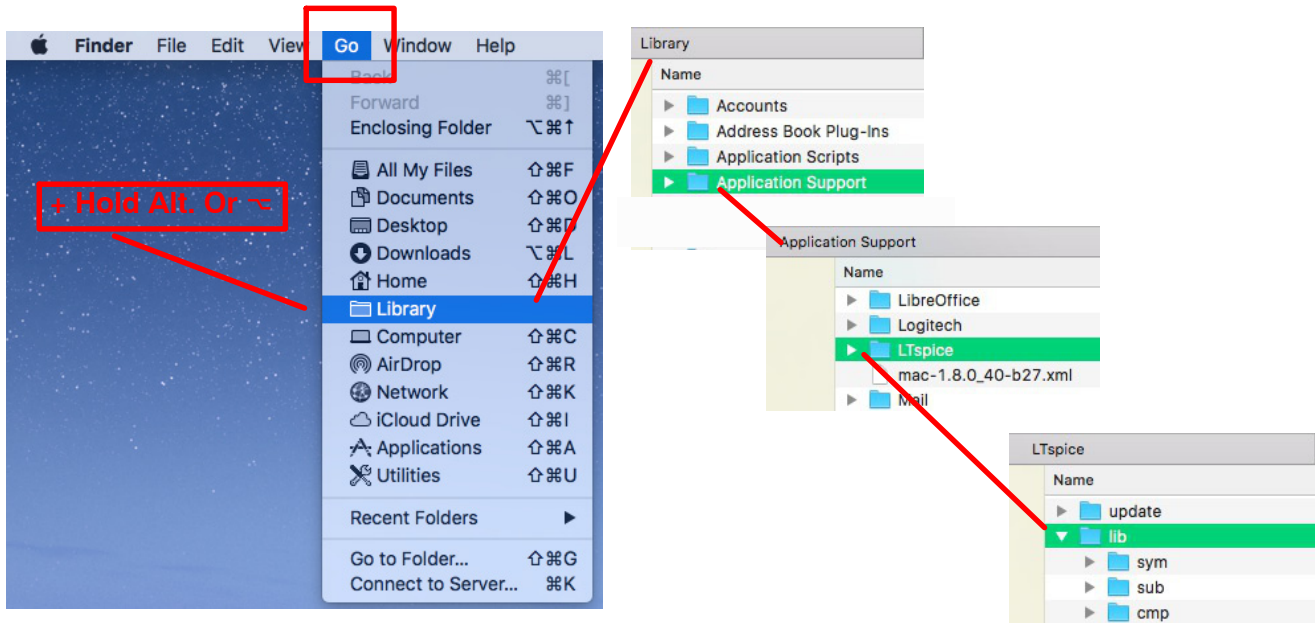 Finder File Edit View Go Window Help
Back ⌘[
Forward ⌘]
Enclosing Folder ⌥⌘↑
All My Files ⇧⌘F
Documents ⇧⌘O
Desktop ⇧⌘D
Downloads ⌥⌘L
Home ⇧⌘H
Library
Computer ⇧⌘C
AirDrop ⇧⌘R
Network ⇧⌘K
iCloud Drive ⇧⌘I
Applications ⇧⌘A
Utilities ⇧⌘U
Recent Folders ▶
Go to Folder... ⇧⌘G
Connect to Server... ⌘K
+ Hold Alt. Or ⌥
Library
Name
Accounts
Address Book Plug-Ins
Application Scripts
Application Support
Application Support
Name
LibreOffice
Logitech
LTspice
mac-1.8.0_40-b27.xml
Mail
LTspice
Name
update
lib
sym
sub
cmp